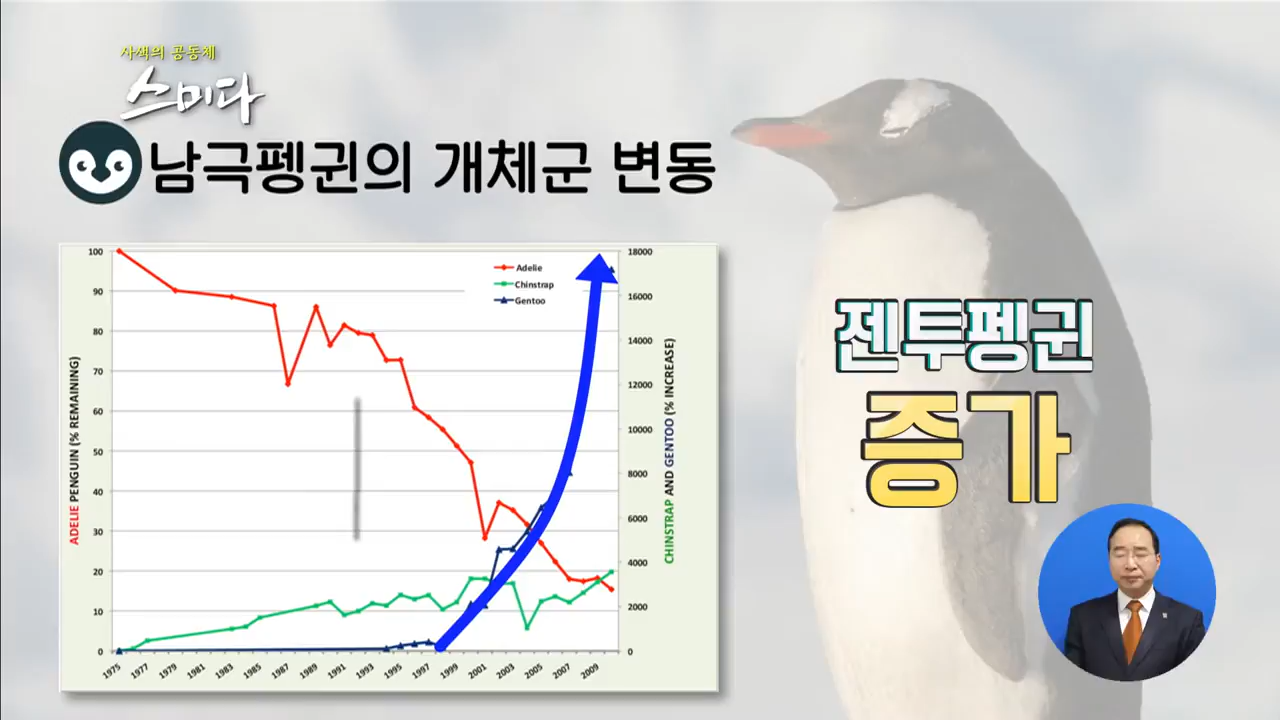 사색의 공동체
스미다
남극펭귄의 개체군 변동
ADELIE PENGUIN (% REMAINING)
100
90
80
70
60
50
40
30
20
10
0
Adelie
Chinstrap
Gentoo
18000
16000
14000
12000
10000
8000
6000
4000
2000
0
CHINSTRAP AND GENTOO (% INCREASE)
1975 1977 1979 1981 1983 1985 1987 1989 1991 1993 1995 1997 1999 2001 2003 2005 2007 2009
젠투펭귄
증가